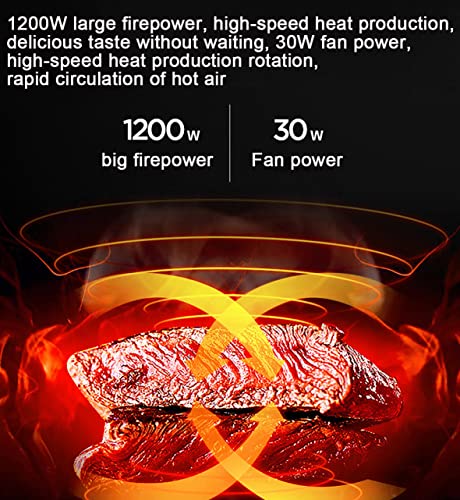 1200W large firepower, high-speed heat production,
delicious taste without waiting, 30W fan power,
high-speed heat production rotation,
rapid circulation of hot air
1200W 30W
big firepower Fan power